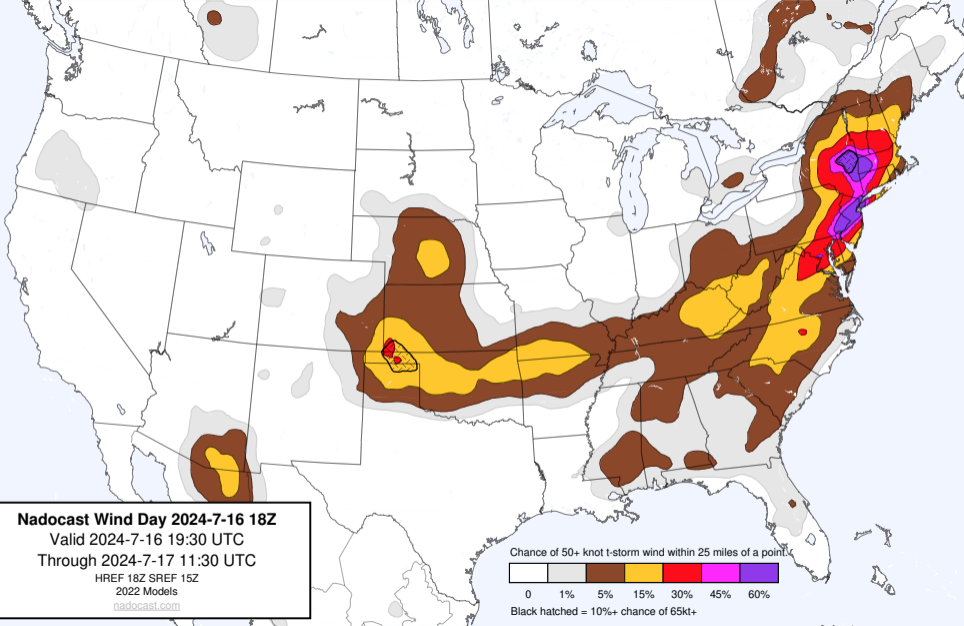 Nadocast Wind Day 2024-7-16 18Z
Valid 2024-7-16 19:30 UTC
Through 2024-7-17 11:30 UTC
HREF 18Z SREF 15Z
2022 Models
nadocast.com
Chance of 50+ knot t-storm wind within 25 miles of a point.
0 1% 5% 15% 30% 45% 60%
Black hatched = 10%+ chance of 65kt+